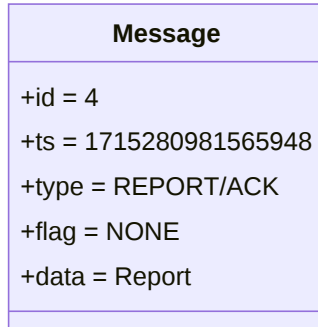 Message
+id = 4
+ts = 1715280981565948
+type = REPORT/ACK
+flag = NONE
+data = Report